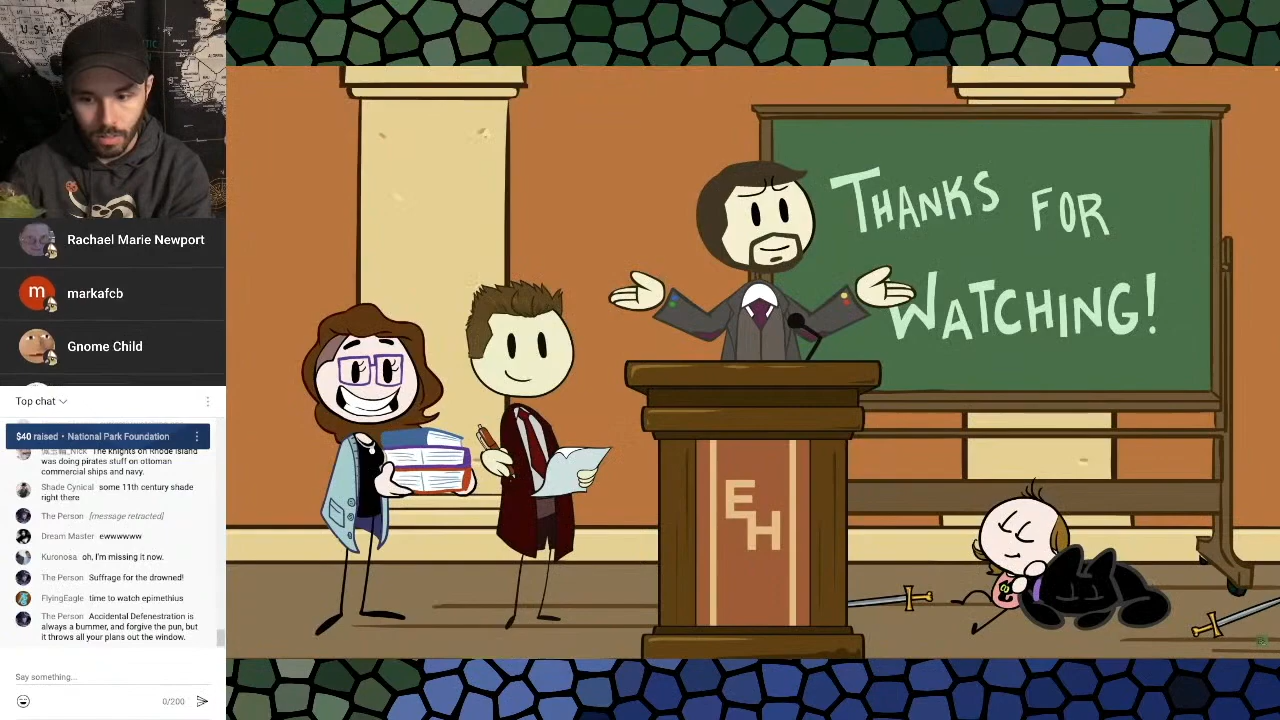 USA
Rachael Marie Newport
m
markafcb
Gnome Child
Top chat
$40 raised • National Park Foundation
Nick The knights on Rhode Island
was doing pirates stuff on ottoman
commercial ships and navy.
Shade Cynical some 11th century shade
right there
The Person [message retracted]
Dream Master ewwwwww
Kuronosa oh, I'm missing it now.
The Person Suffrage for the drowned!
FlyingEagle time to watch epimethius
The Person Accidental Defenestration is
always a bummer, and forgive the pun, but
it throws all your plans out the window.
Say something...
0/200
THANKS FOR
WATCHING!
EH